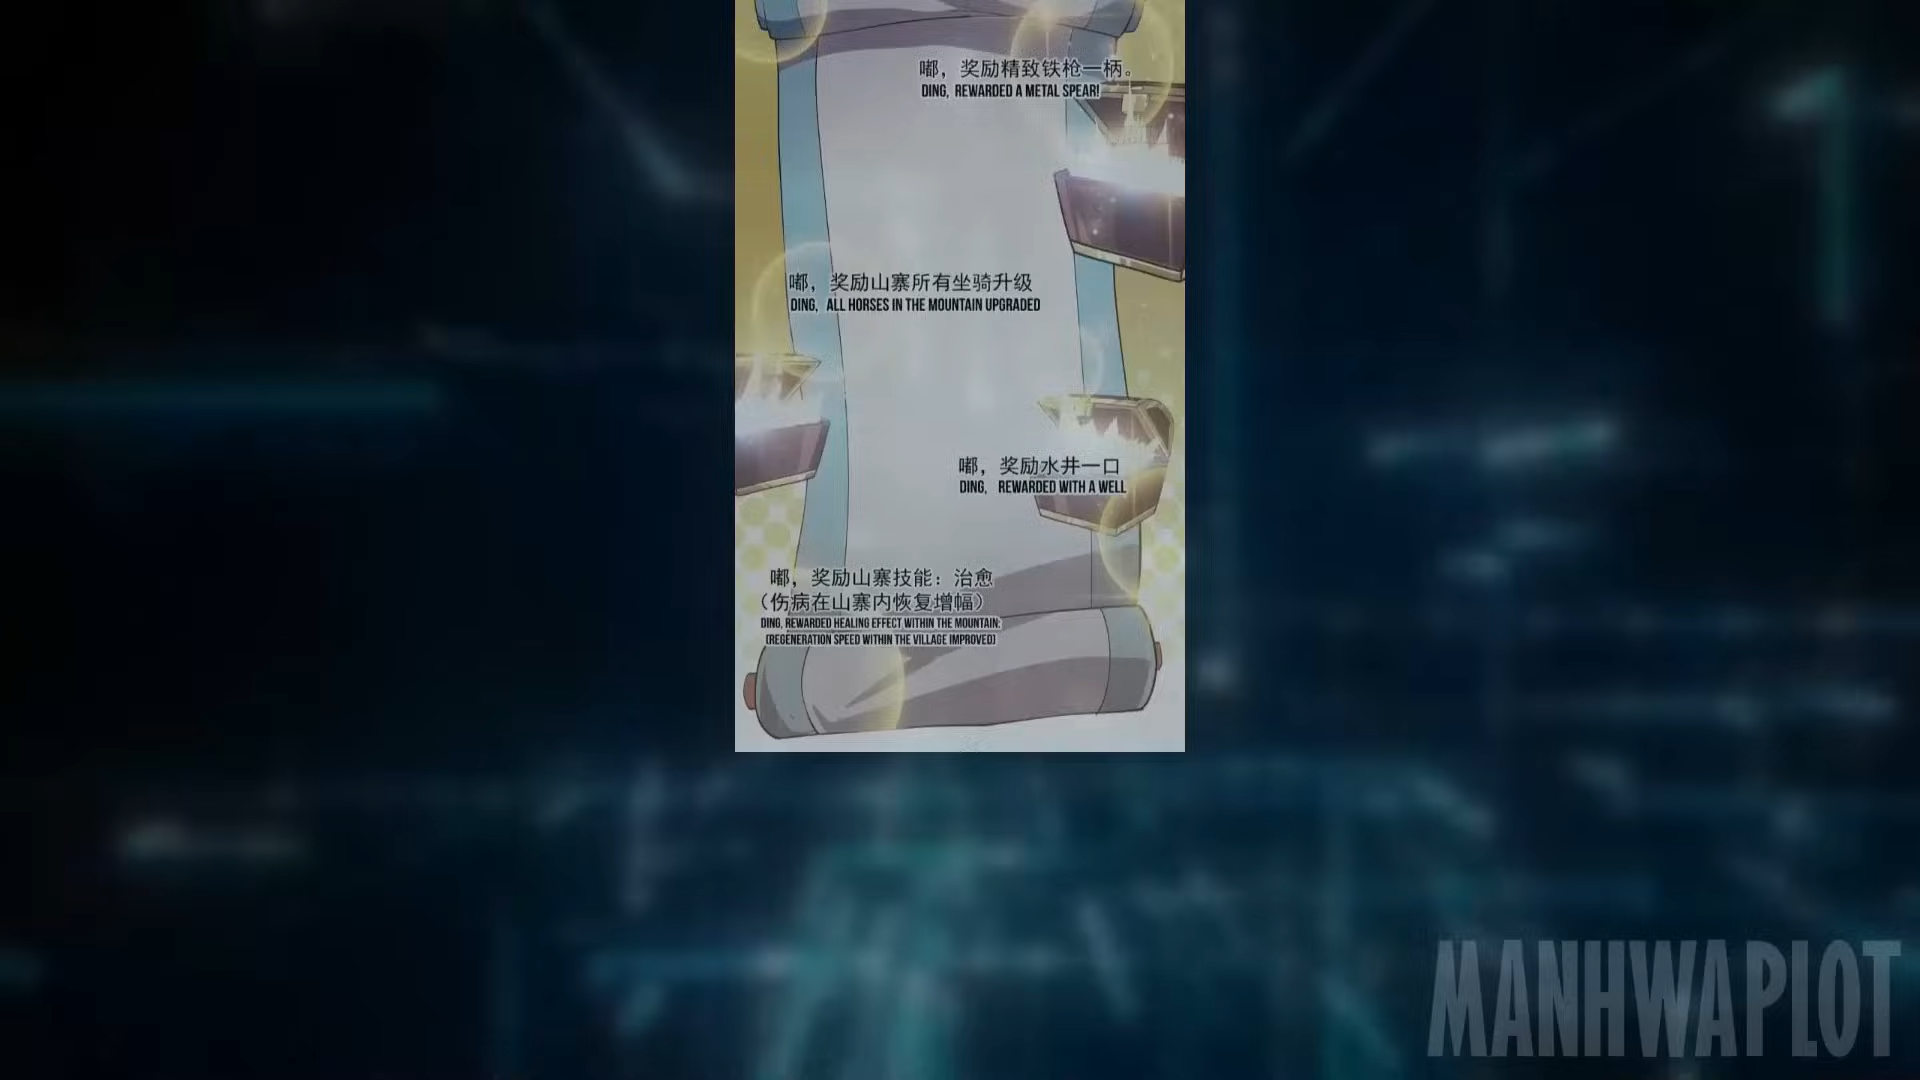 嘟，奖励精致铁枪一柄。
DING, REWARDED A METAL SPEAR!
嘟，奖励山寨所有坐骑升级
DING, ALL HORSES IN THE MOUNTAIN UPGRADED
嘟，奖励水井一口
DING, REWARDED WITH A WELL
嘟，奖励山寨技能：治愈
（伤病在山寨内恢复增幅）
DING, REWARDED HEALING EFFECT WITHIN THE MOUNTAIN:
(REGENERATION SPEED WITHIN THE VILLAGE IMPROVED)
MANHWAPLOT